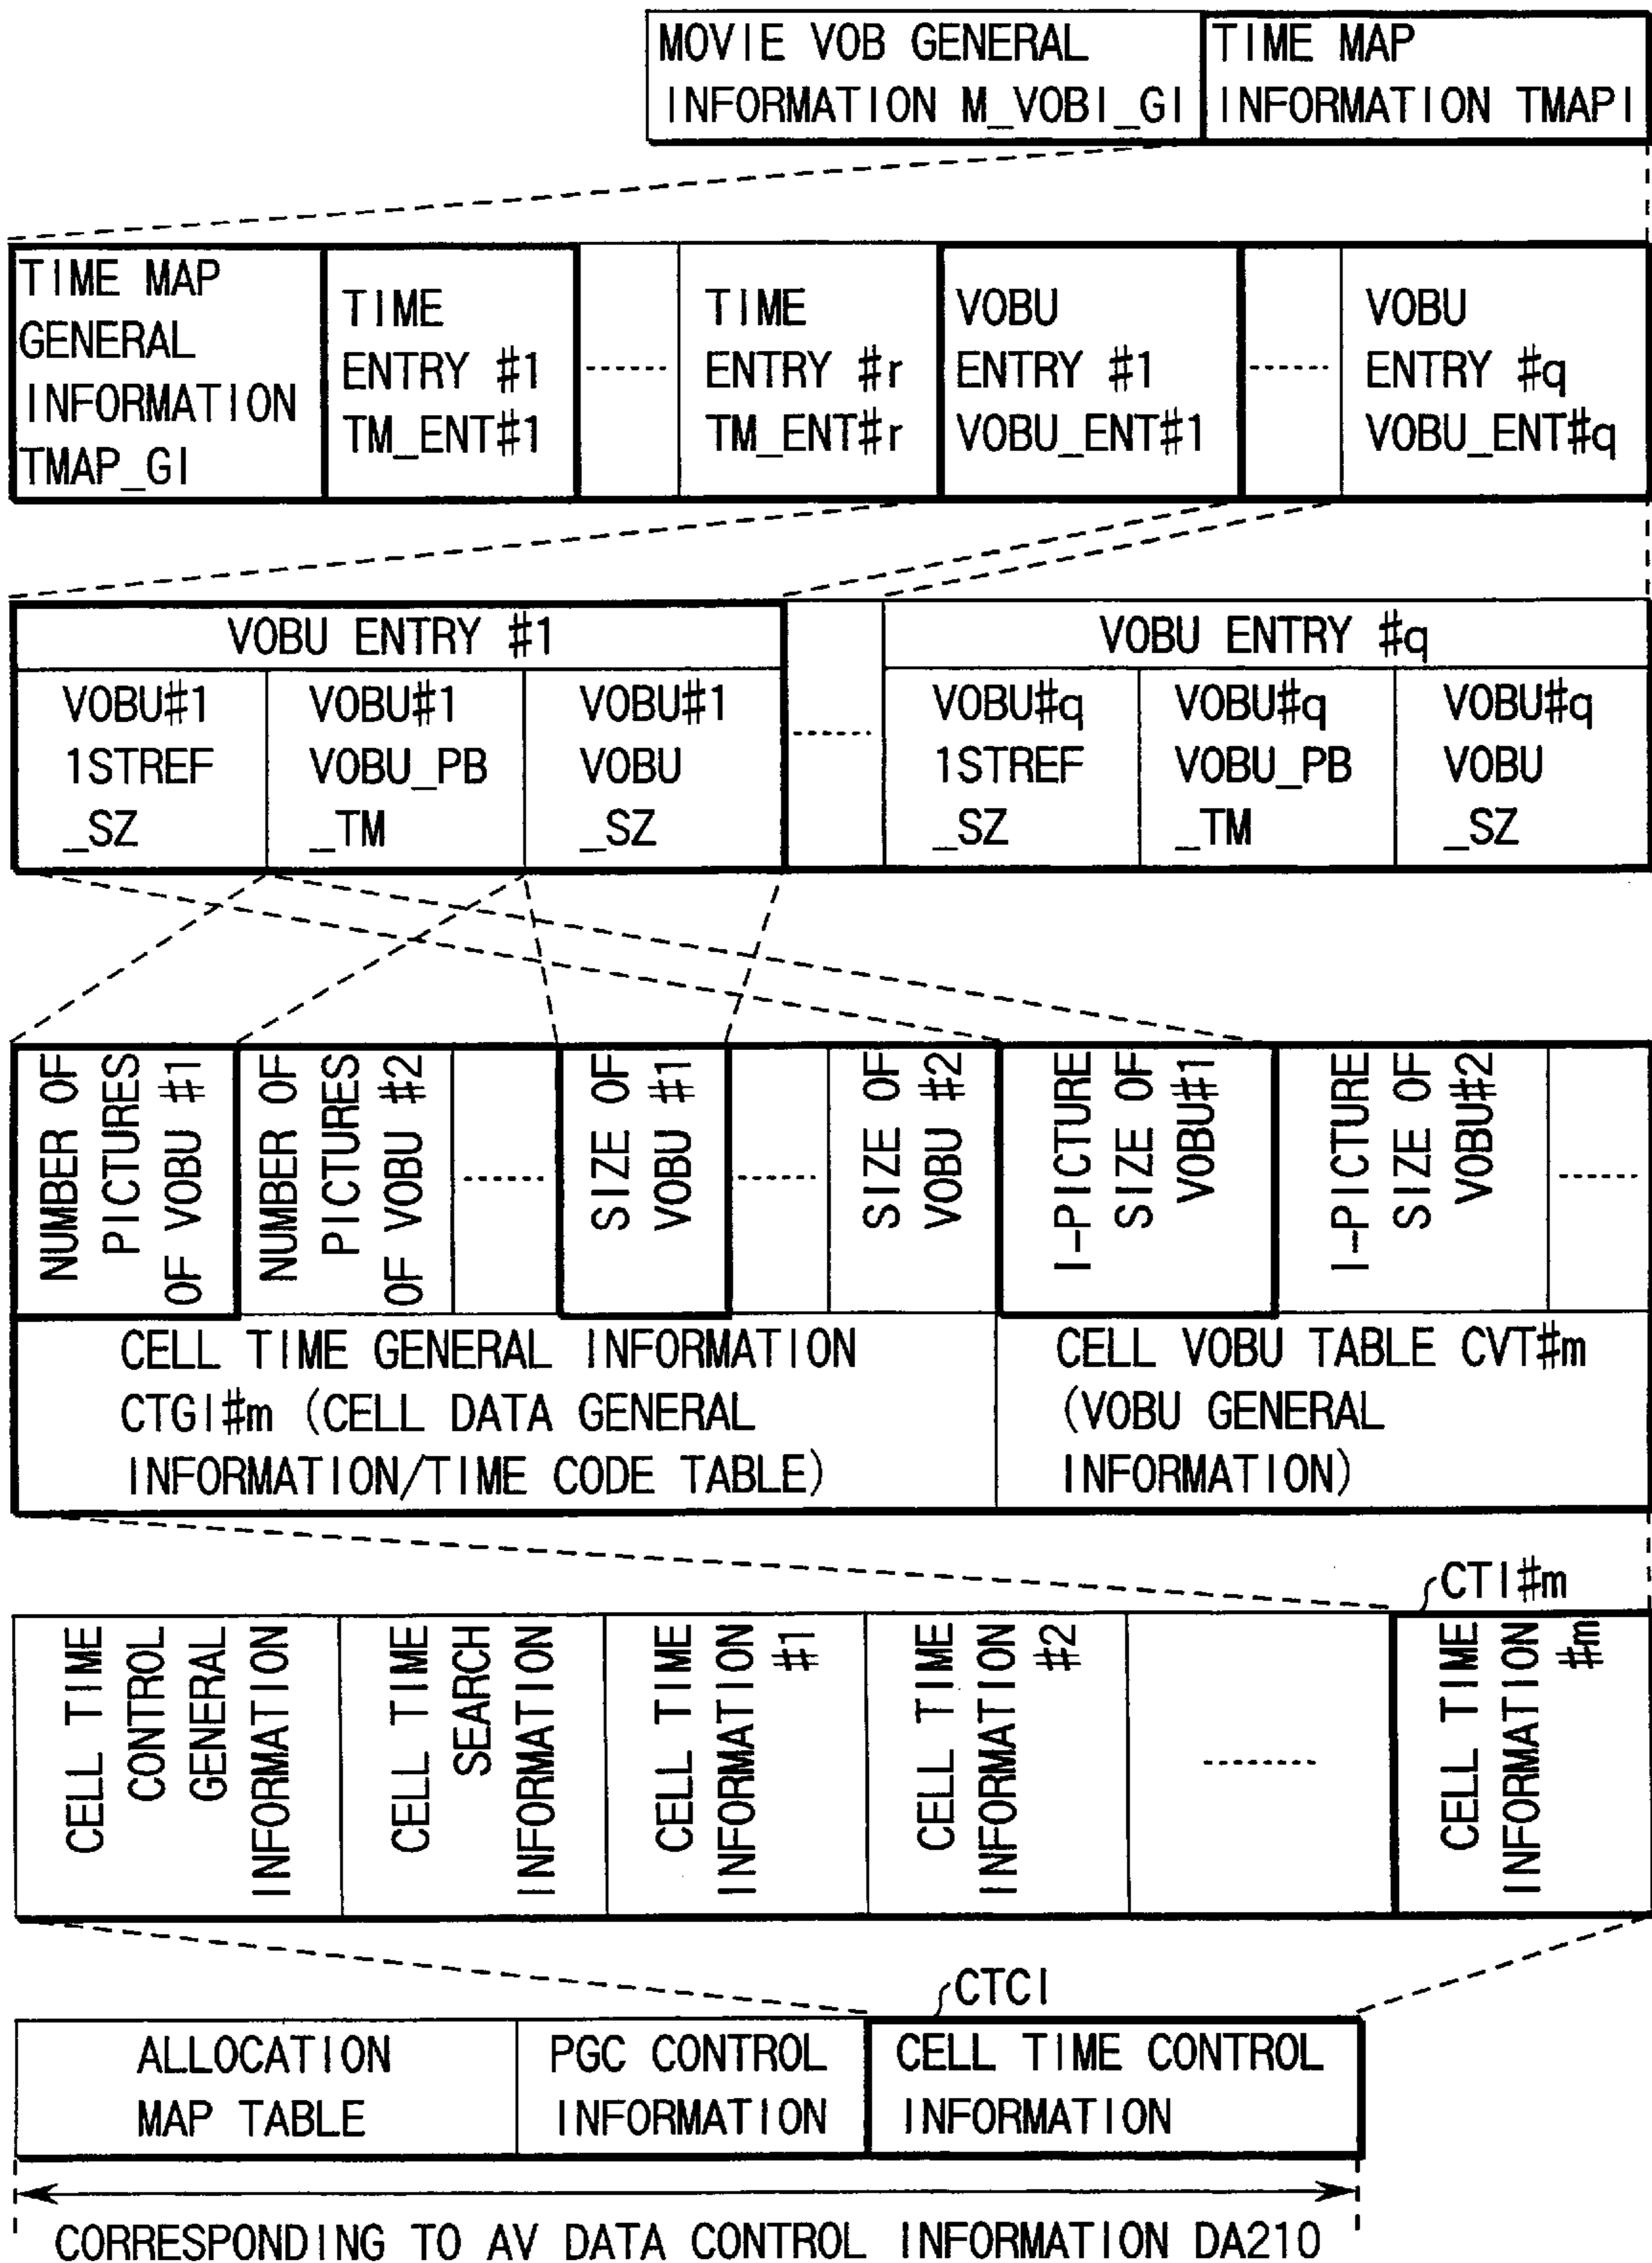 MOVIE VOB GENERAL
INFORMATION M_VOBI_GI
TIME MAP
INFORMATION TMAPI
TIME MAP
GENERAL
INFORMATION
TMAP_GI
TIME
ENTRY #1
TM_ENT#1
TIME
ENTRY #r
TM_ENT#r
VOBU
ENTRY #1
VOBU_ENT#1
VOBU
ENTRY #q
VOBU_ENT#q
VOBU ENTRY #1
VOBU#1
1STREF
_SZ
VOBU#1
VOBU_PB
_TM
VOBU#1
VOBU
_SZ
VOBU ENTRY #q
VOBU#q
1STREF
_SZ
VOBU#q
VOBU_PB
_TM
VOBU#q
VOBU
_SZ
NUMBER OF
PICTURES
OF VOBU #1
NUMBER OF
PICTURES
OF VOBU #2
SIZE OF
VOBU #1
SIZE OF
VOBU #2
I-PICTURE
SIZE OF
VOBU#1
I-PICTURE
SIZE OF
VOBU#2
CELL TIME GENERAL INFORMATION
CTGI#m (CELL DATA GENERAL
INFORMATION/TIME CODE TABLE)
CELL VOBU TABLE CVT#m
(VOBU GENERAL
INFORMATION)
CTI#m
CELL TIME
CONTROL
GENERAL
INFORMATION
CELL TIME
SEARCH
INFORMATION
CELL TIME
INFORMATION
#1
CELL TIME
INFORMATION
#2
CELL TIME
INFORMATION
#m
CTCI
ALLOCATION
MAP TABLE
PGC CONTROL
INFORMATION
CELL TIME CONTROL
INFORMATION
CORRESPONDING TO AV DATA CONTROL INFORMATION DA210